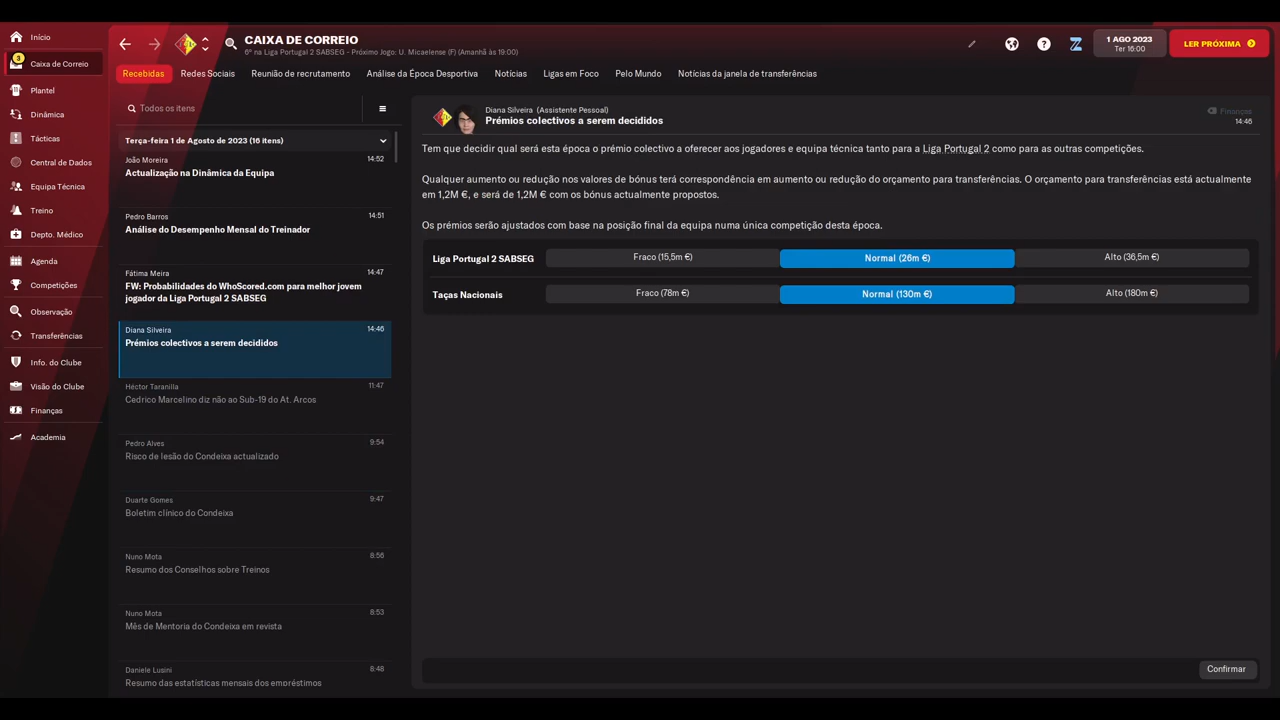 Início
CAIXA DE CORREIO
6º na Liga Portugal 2 SABSEG - Próximo Jogo: U. Micaelense (F) (Amanhã às 19:00)
1 AGO 2023
Ter 16:00
LER PRÓXIMA
3
Caixa de Correio
Plantel
Dinâmica
Tácticas
Central de Dados
Equipa Técnica
Treino
Depto. Médico
Agenda
Competições
Observação
Transferências
Info. do Clube
Visão do Clube
Finanças
Academia
Recebidas
Redes Sociais
Reunião de recrutamento
Análise da Época Desportiva
Notícias
Ligas em Foco
Pelo Mundo
Notícias da janela de transferências
Todos os itens
Terça-feira 1 de Agosto de 2023 (16 itens)
João Moreira 14:52
Actualização na Dinâmica da Equipa
Pedro Barros 14:51
Análise do Desempenho Mensal do Treinador
Fátima Meira 14:47
FW: Probabilidades do WhoScored.com para melhor jovem
jogador da Liga Portugal 2 SABSEG
Diana Silveira 14:46
Prémios colectivos a serem decididos
Héctor Taranilla 11:47
Cedrico Marcelino diz não ao Sub-19 do At. Arcos
Pedro Alves 9:54
Risco de lesão do Condeixa actualizado
Duarte Gomes 9:47
Boletim clínico do Condeixa
Nuno Mota 8:56
Resumo dos Conselhos sobre Treinos
Nuno Mota 8:53
Mês de Mentoria do Condeixa em revista
Daniele Lusini 8:48
Resumo das estatísticas mensais dos empréstimos
Diana Silveira (Assistente Pessoal)
Prémios colectivos a serem decididos
Finanças
14:46
Tem que decidir qual será esta época o prémio colectivo a oferecer aos jogadores e equipa técnica tanto para a Liga Portugal 2 como para as outras competições.
Qualquer aumento ou redução nos valores de bónus terá correspondência em aumento ou redução do orçamento para transferências. O orçamento para transferências está actualmente
em 1,2M €, e será de 1,2M € com os bónus actualmente propostos.
Os prémios serão ajustados com base na posição final da equipa numa única competição desta época.
Liga Portugal 2 SABSEG Fraco (15,5m €) Normal (26m €) Alto (36,5m €)
Taças Nacionais Fraco (78m €) Normal (130m €) Alto (180m €)
Confirmar